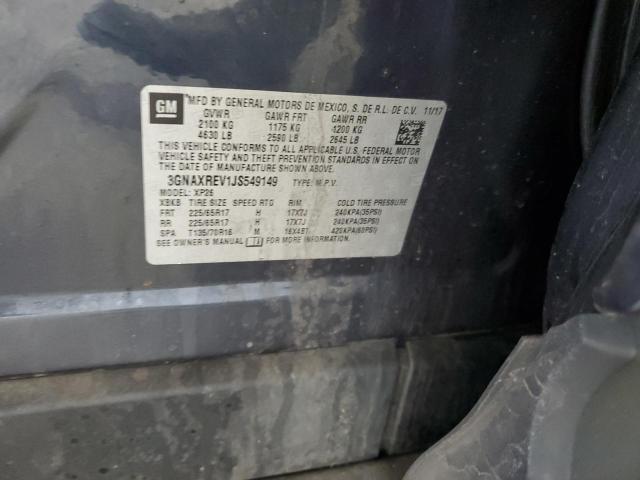 GM
MFD BY GENERAL MOTORS DE MEXICO, S. DE R.L. DE C.V. 11/17
GVWR GAWR FRT GAWR RR
2100 KG 1175 KG 1200 KG
4630 LB 2590 LB 2645 LB
THIS VEHICLE CONFORMS TO ALL APPLICABLE U.S. FEDERAL MOTOR
VEHICLE SAFETY AND THEFT PREVENTION STANDARDS IN EFFECT ON
THE DATE OF MANUFACTURE SHOWN ABOVE.
3GNAXREV1JS549149 TYPE: M.P.V.
MODEL: XP26
XBKB TIRE SIZE SPEED RTG RIM COLD TIRE PRESSURE
FRT 225/65R17 H 17X7J 240KPA(35PSI)
RR 225/65R17 H 17X7J 240KPA(35PSI)
SPA T135/70R16 M 16X4BT 420KPA(60PSI)
SEE OWNER'S MANUAL FOR ADDITIONAL INFORMATION